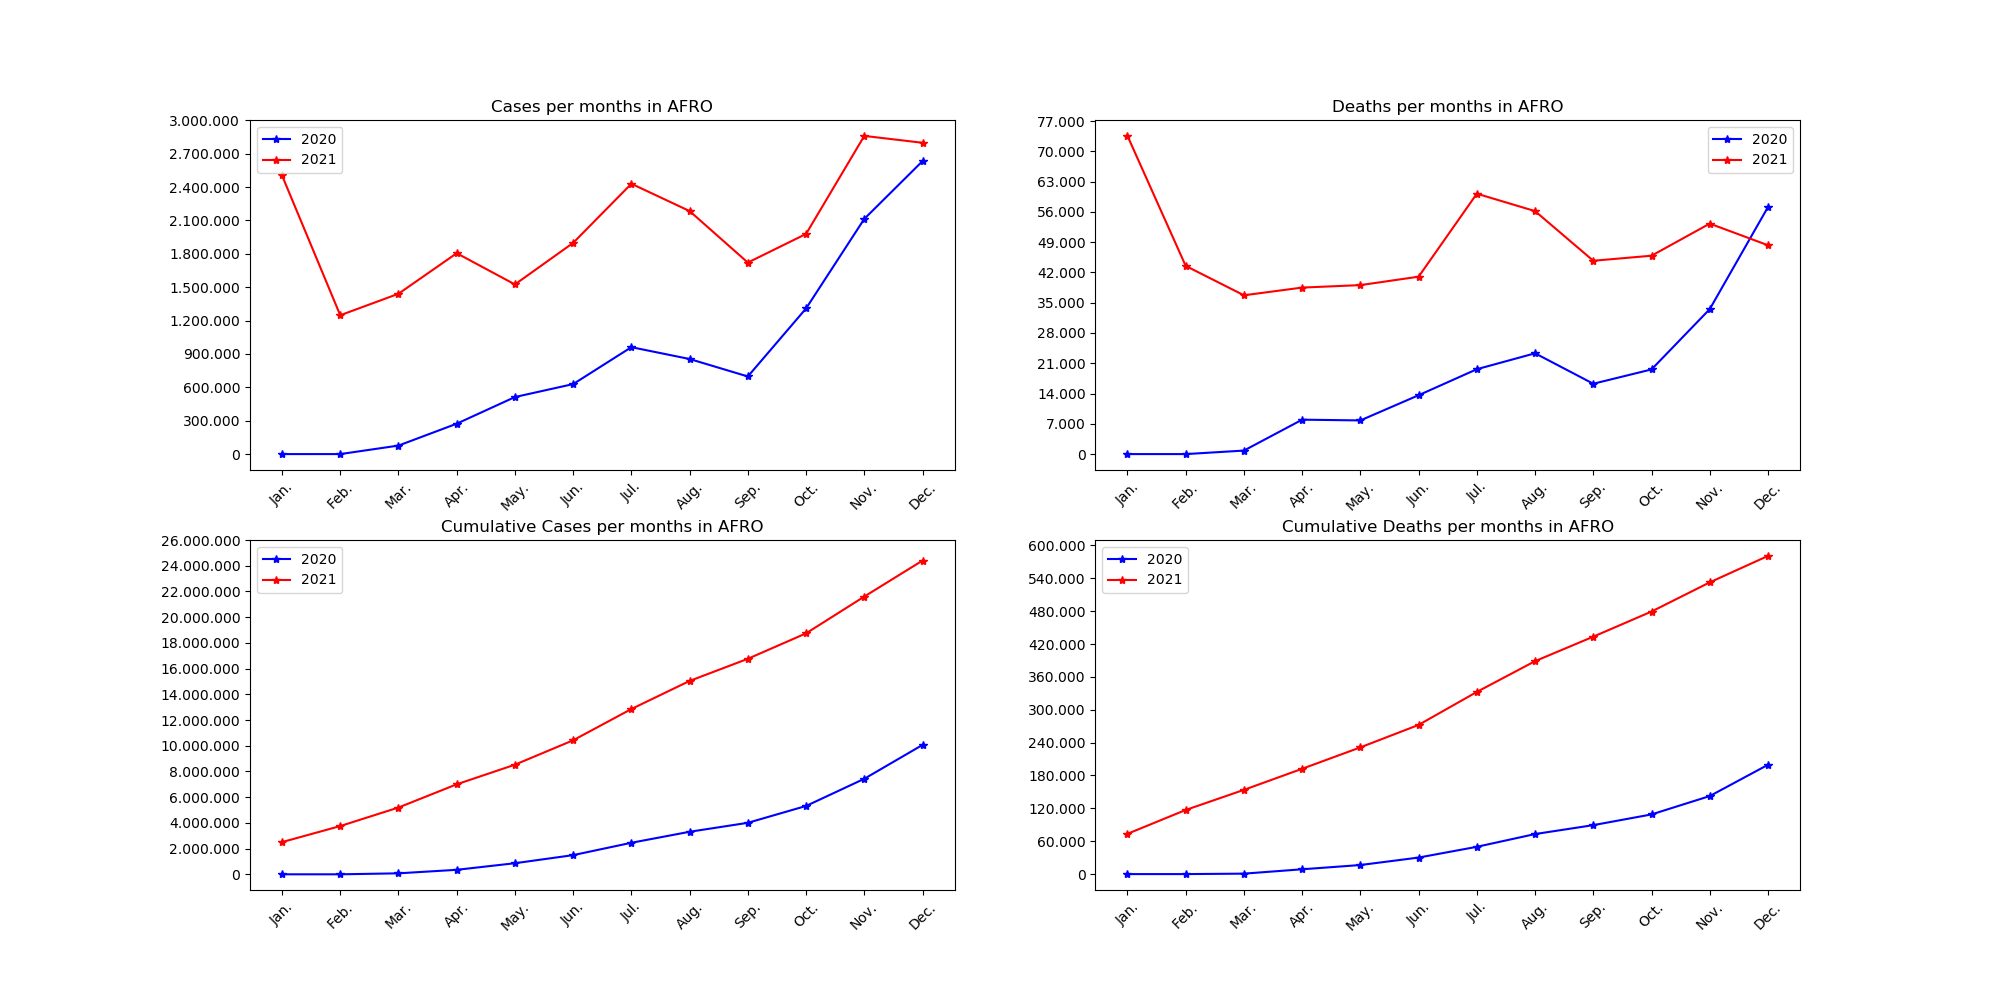 Cases per months in AFRO
3.000.000
2.700.000
2.400.000
2.100.000
1.800.000
1.500.000
1.200.000
900.000
600.000
300.000
0
2020
2021
Jan.
Feb.
Mar.
Apr.
May.
Jun.
Jul.
Aug.
Sep.
Oct.
Nov.
Dec.
Deaths per months in AFRO
77.000
70.000
63.000
56.000
49.000
42.000
35.000
28.000
21.000
14.000
7.000
0
2020
2021
Jan.
Feb.
Mar.
Apr.
May.
Jun.
Jul.
Aug.
Sep.
Oct.
Nov.
Dec.
Cumulative Cases per months in AFRO
26.000.000
24.000.000
22.000.000
20.000.000
18.000.000
16.000.000
14.000.000
12.000.000
10.000.000
8.000.000
6.000.000
4.000.000
2.000.000
0
2020
2021
Jan.
Feb.
Mar.
Apr.
May.
Jun.
Jul.
Aug.
Sep.
Oct.
Nov.
Dec.
Cumulative Deaths per months in AFRO
600.000
540.000
480.000
420.000
360.000
300.000
240.000
180.000
120.000
60.000
0
2020
2021
Jan.
Feb.
Mar.
Apr.
May.
Jun.
Jul.
Aug.
Sep.
Oct.
Nov.
Dec.